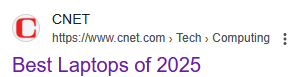 CNET
https://www.cnet.com › Tech › Computing
Best Laptops of 2025